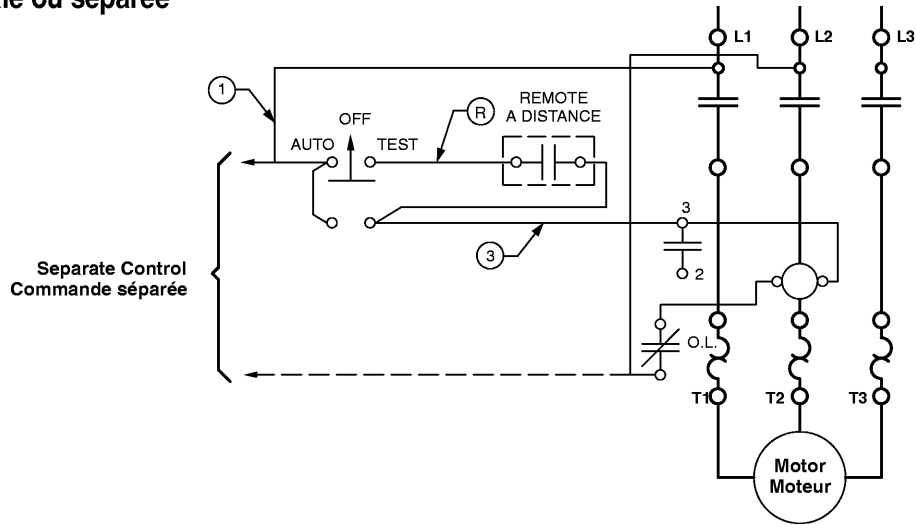 ou séparée
L1
L2
L3
1
REMOTE
A DISTANCE
R
OFF
AUTO
TEST
3
3
2
Separate Control
Commande séparée
O.L.
T1
T2
T3
Motor
Moteur